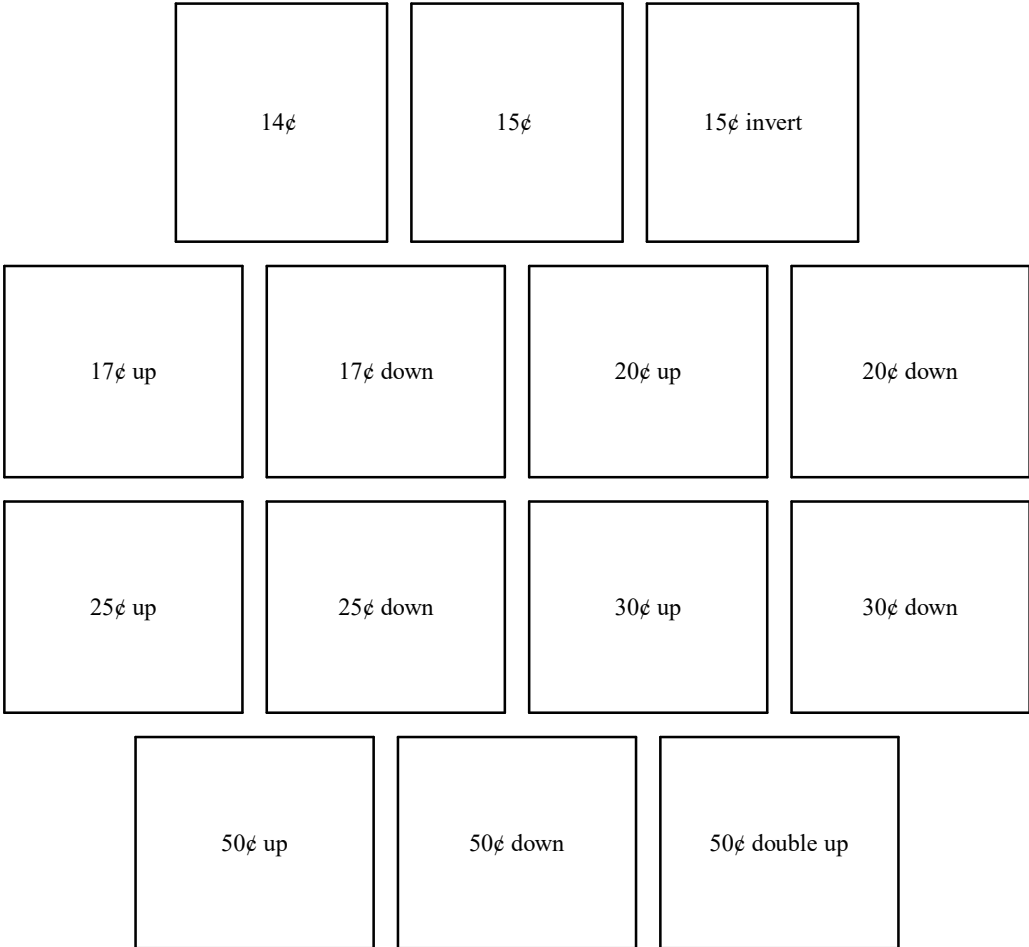 14¢
15¢
15¢ invert
17¢ up
17¢ down
20¢ up
20¢ down
25¢ up
25¢ down
30¢ up
30¢ down
50¢ up
50¢ down
50¢ double up